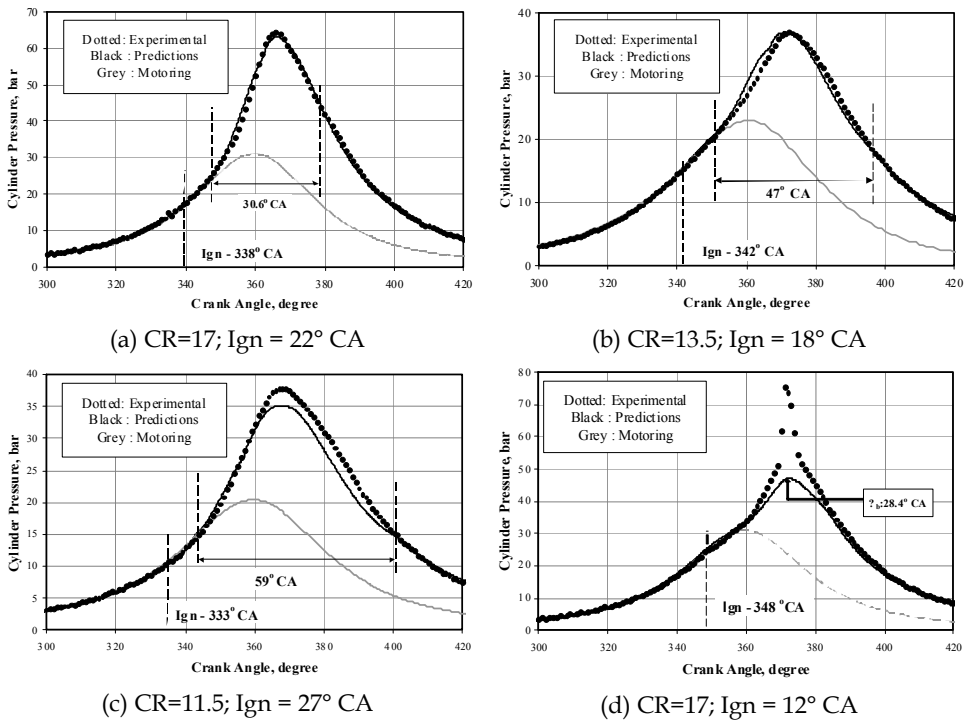 70
60
50
40
30
20
10
0
Cylinder Pressure, bar
Dotted: Experimental
Black : Predictions
Grey : Motoring
30.6° CA
Ign - 338° CA
300 320 340 360 380 400 420
Crank Angle, degree
(a) CR=17; Ign = 22° CA
40
30
20
10
0
Cylinder Pressure, bar
Dotted: Experimental
Black : Predictions
Grey : Motoring
47° CA
Ign - 342° CA
300 320 340 360 380 400 420
Crank Angle, degree
(b) CR=13.5; Ign = 18° CA
40
35
30
25
20
15
10
5
0
Cylinder Pressure, bar
Dotted: Experimental
Black : Predictions
Grey : Motoring
59° CA
Ign - 333° CA
300 320 340 360 380 400 420
Crank Angle, degree
(c) CR=11.5; Ign = 27° CA
80
70
60
50
40
30
20
10
0
Cylinder Pressure, bar
Dotted: Experimental
Black : Predictions
Grey : Motoring
?b:28.4° CA
Ign - 348° CA
300 320 340 360 380 400 420
Crank Angle, degree
(d) CR=17; Ign = 12° CA